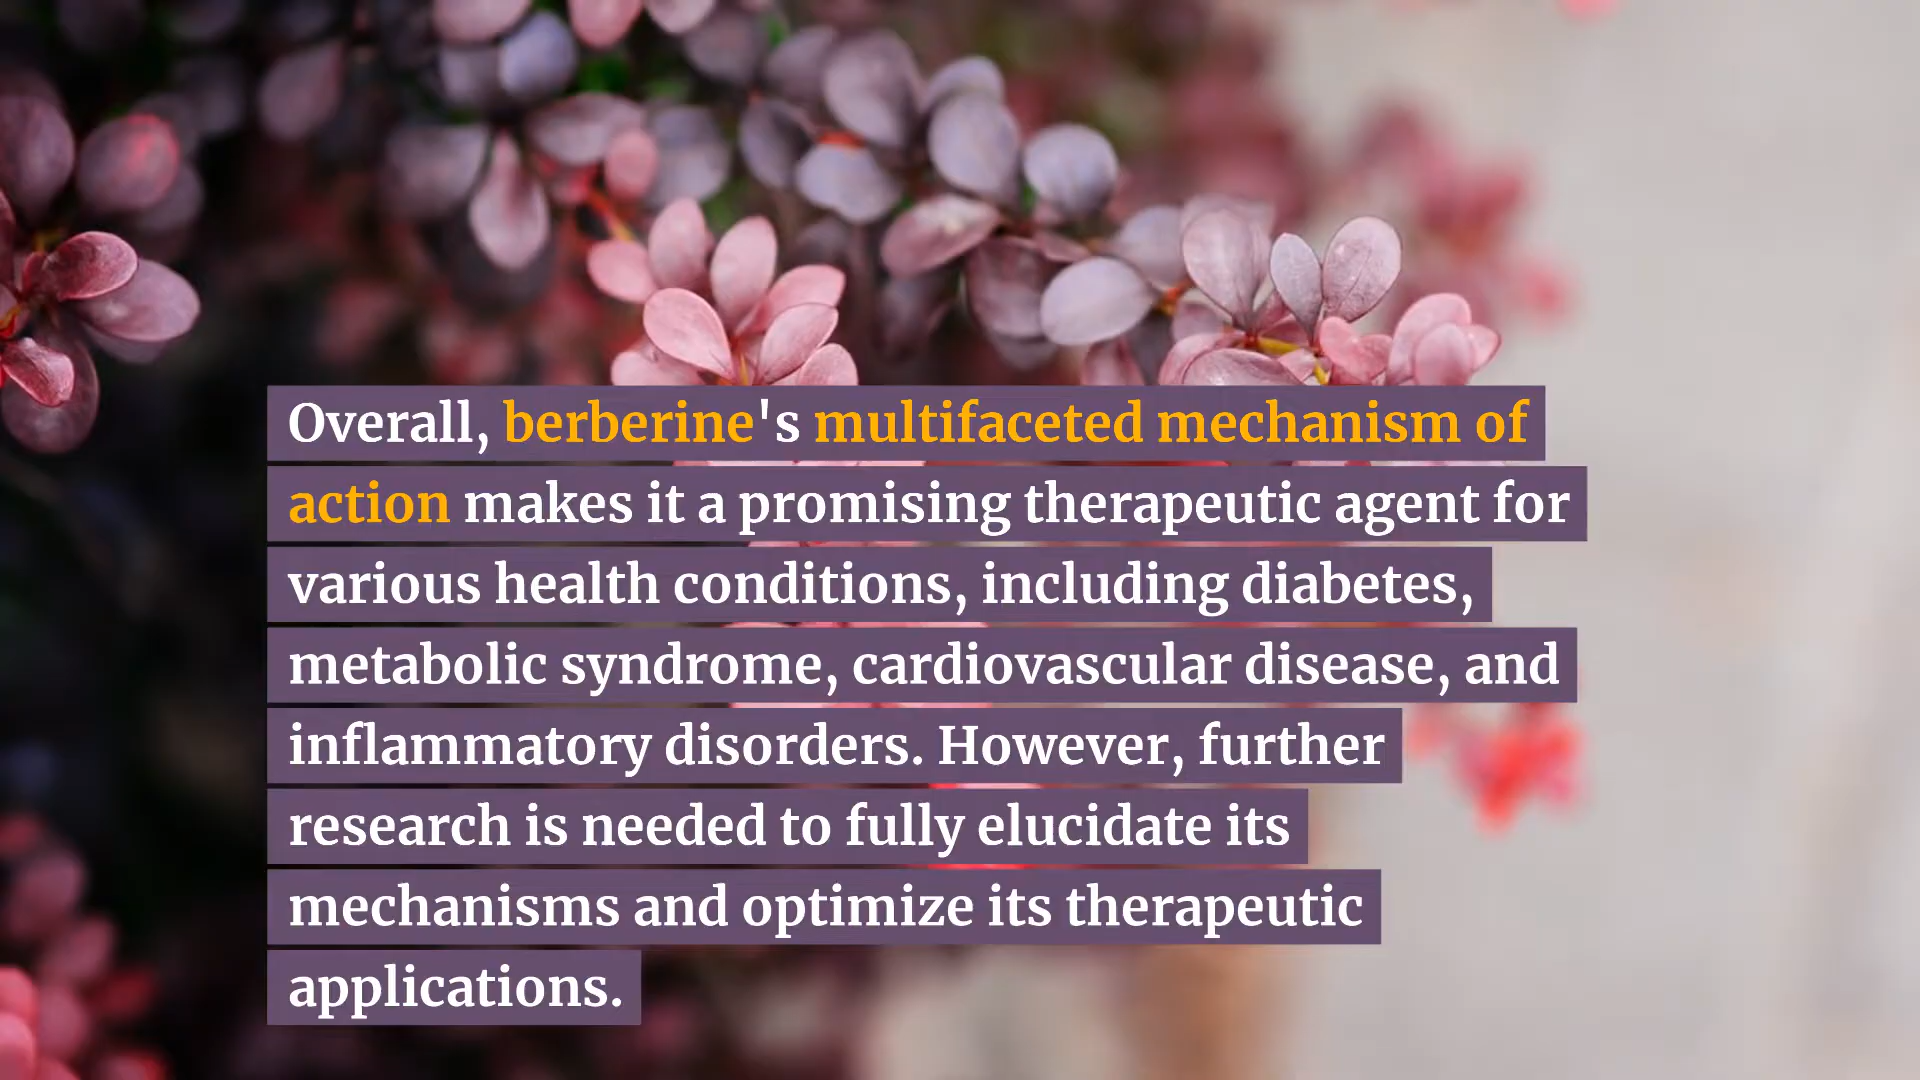 Overall, berberine's multifaceted mechanism of
action makes it a promising therapeutic agent for
various health conditions, including diabetes,
metabolic syndrome, cardiovascular disease, and
inflammatory disorders. However, further
research is needed to fully elucidate its
mechanisms and optimize its therapeutic
applications.